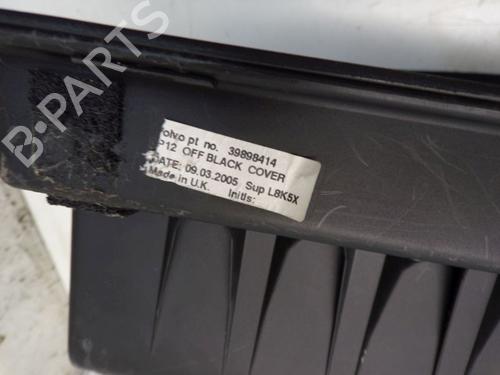 Volvo pt no. 39898414
P12 OFF BLACK COVER
DATE: 09.03.2005 Sup L8K5X
Made in U.K. Initls:
B-PARTS